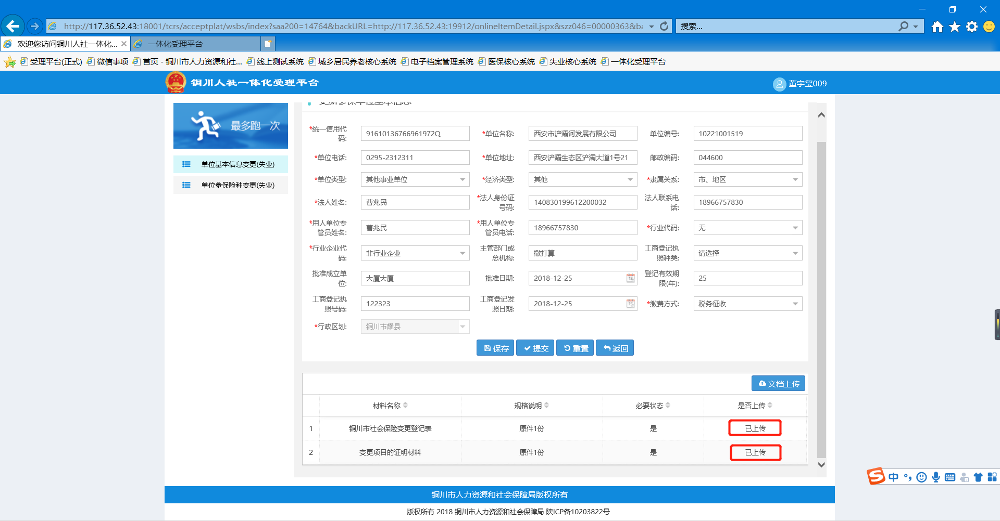 http://117.36.52.43:18001/tcrs/acceptplat/wsbs/index?saa200=14764&backURL=http://117.36.52.43:19912/onlineItemDetail.jspx&szz046=00000363&ba
搜索...
欢迎您访问铜川人社一体化...
一体化受理平台
受理平台(正式) 微信事项 首页 - 铜川市人力资源和社... 线上测试系统 城乡居民养老核心系统 电子档案管理系统 医保核心系统 失业核心系统 一体化受理平台
铜川人社一体化受理平台
董宇玺009
最多跑一次
单位基本信息变更(失业)
单位参保险种变更(失业)
更新参保单位基本信息
*统一信用代码: 91610136766961972Q *单位名称: 西安市浐灞河发展有限公司 单位编号: 10221001519
*单位电话: 0295-2312311 *单位地址: 西安浐灞生态区浐灞大道1号21 邮政编码: 044600
*单位类型: 其他事业单位 *经济类型: 其他 *隶属关系: 市、地区
*法人姓名: 曹兆民 *法人身份证号码: 140830199612200032 法人联系电话: 18966757830
*用人单位专管员姓名: 曹兆民 *用人单位专管员电话: 18966757830 *行业代码: 无
*行业企业代码: 非行业企业 主管部门或总机构: 撒打算 工商登记执照种类: 请选择
批准成立单位: 大厦大厦 批准日期: 2018-12-25 登记有效期限(年): 25
工商登记执照号码: 122323 工商登记发照日期: 2018-12-25 *缴费方式: 税务征收
*行政区划: 铜川市耀县
保存 提交 重置 返回
文档上传
材料名称 规格说明 必要状态 是否上传
1 铜川市社会保险变更登记表 原件1份 是 已上传
2 变更项目的证明材料 原件1份 是 已上传
中
铜川市人力资源和社会保障局版权所有
版权所有 2018 铜川市人力资源和社会保障局 陕ICP备10203822号